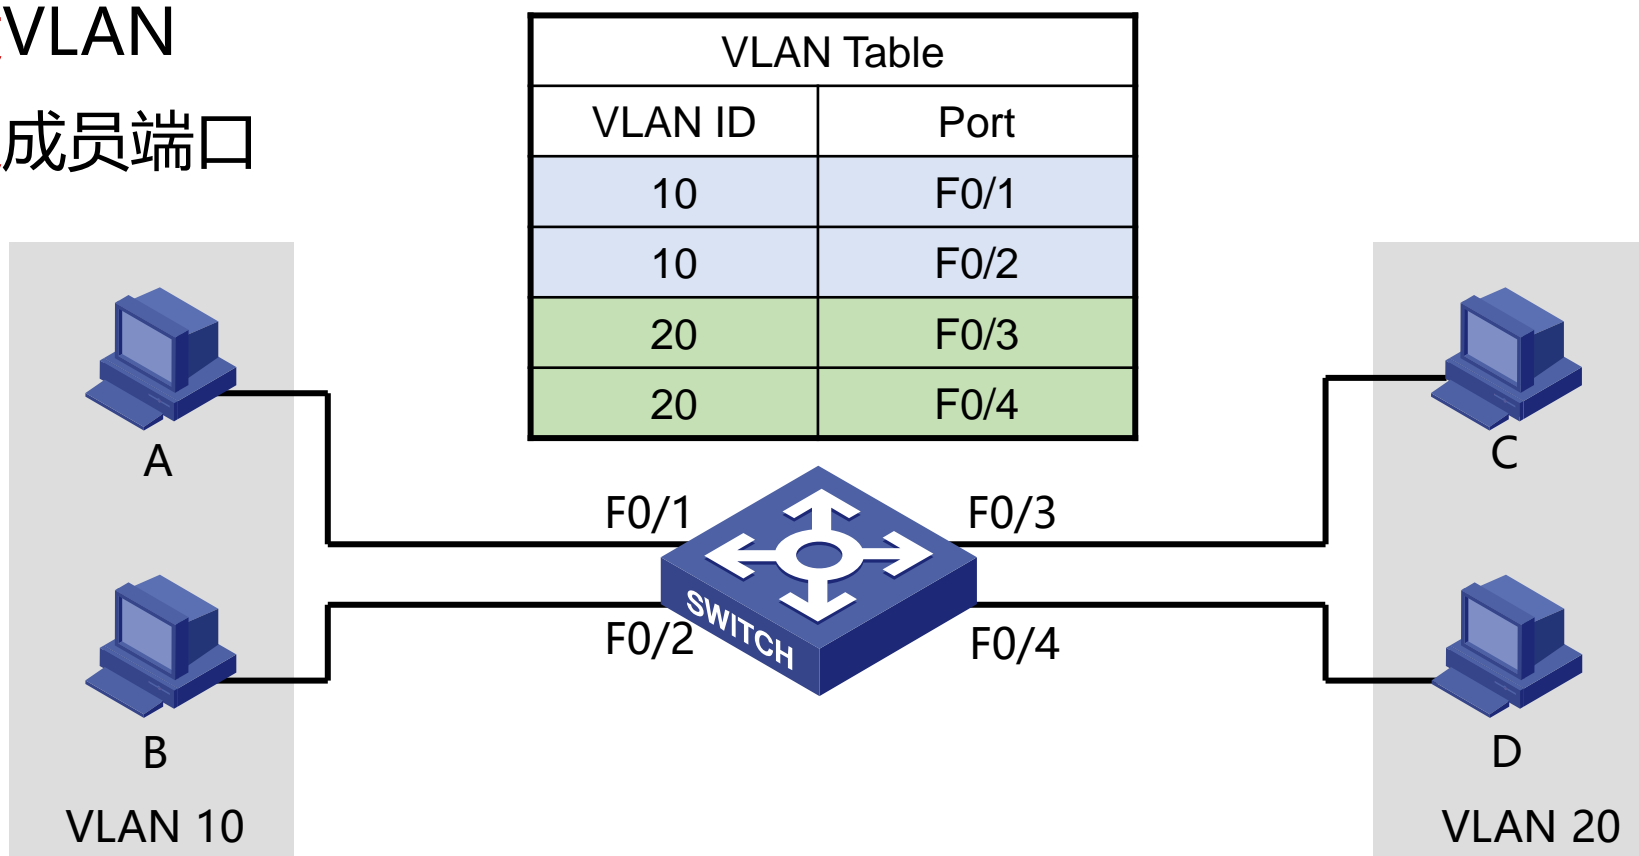 VLAN
成员端口
VLAN Table
VLAN ID Port
10 F0/1
10 F0/2
20 F0/3
20 F0/4
A
C
F0/1
F0/3
SWITCH
F0/2
F0/4
B
D
VLAN 10
VLAN 20